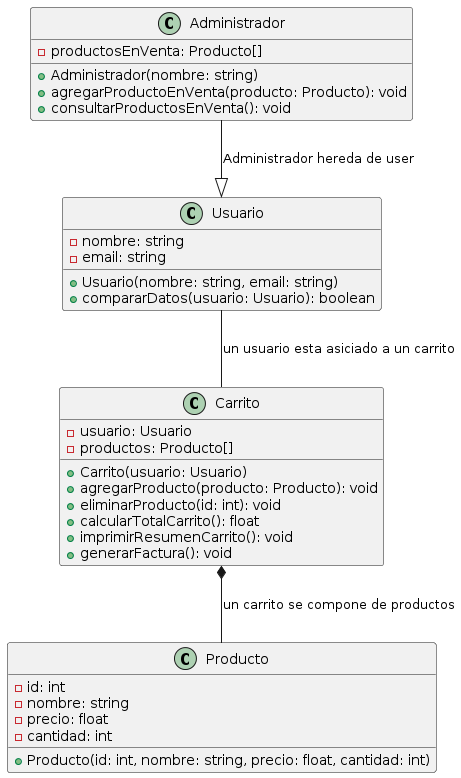 C Administrador
productosEnVenta: Producto[]
Administrador(nombre: string)
agregarProductoEnVenta(producto: Producto): void
consultarProductosEnVenta(): void
Administrador hereda de user
C Usuario
nombre: string
email: string
Usuario(nombre: string, email: string)
compararDatos(usuario: Usuario): boolean
un usuario esta asiciado a un carrito
C Carrito
usuario: Usuario
productos: Producto[]
Carrito(usuario: Usuario)
agregarProducto(producto: Producto): void
eliminarProducto(id: int): void
calcularTotalCarrito(): float
imprimirResumenCarrito(): void
generarFactura(): void
un carrito se compone de productos
C Producto
id: int
nombre: string
precio: float
cantidad: int
Producto(id: int, nombre: string, precio: float, cantidad: int)